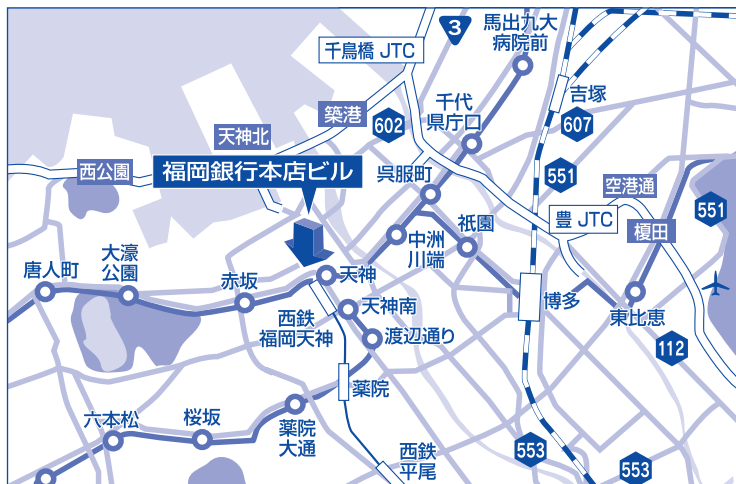 3
馬出九大
病院前
千鳥橋 JTC
吉塚
千代
県庁口
築港
602
607
天神北
西公園
福岡銀行本店ビル
呉服町
551
空港通
551
豊 JTC
榎田
祇園
中洲
川端
唐人町
大濠
公園
赤坂
天神
天神南
博多
東比恵
西鉄
福岡天神
渡辺通り
112
薬院
六本松
桜坂
薬院
大通
西鉄
平尾
553
553